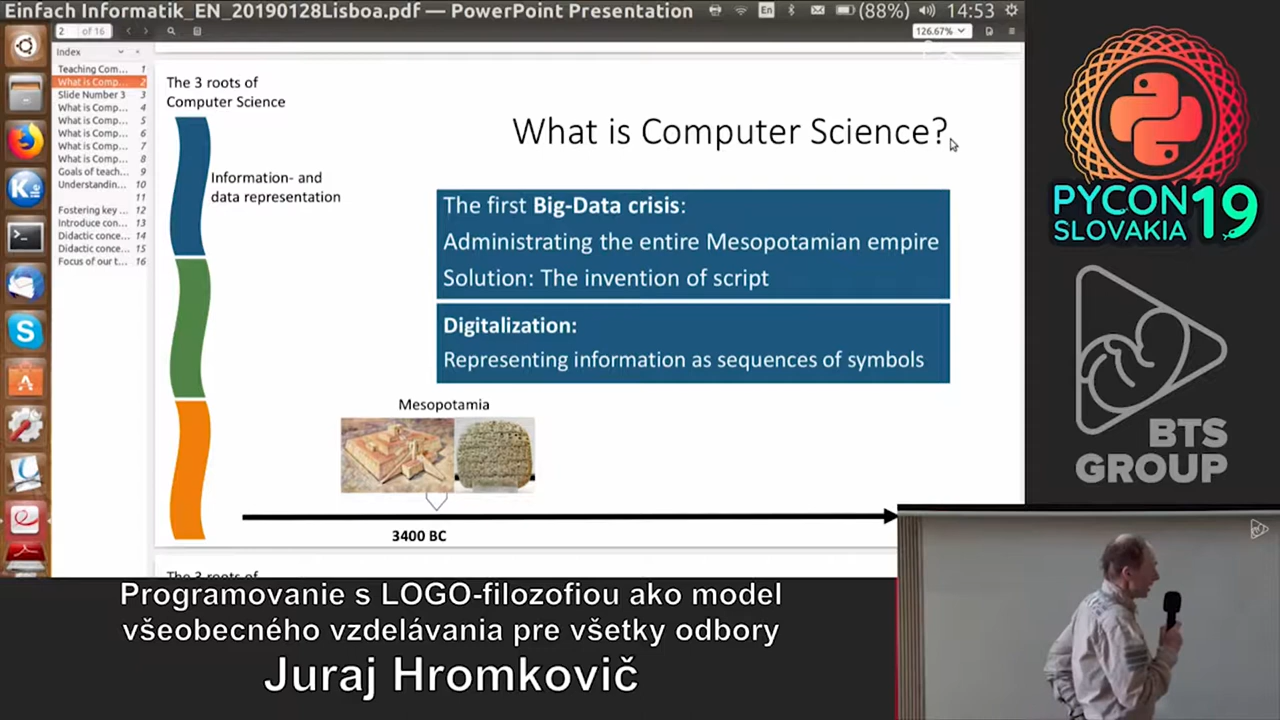 Einfach Informatik_EN_20190128Lisboa.pdf — PowerPoint Presentation
En
(88%)
14:53
2 of 16
126.67%
Index
Teaching Com... 1
What is Comp... 2
Slide Number 3 3
What is Comp... 4
What is Comp... 5
What is Comp... 6
What is Comp... 7
What is Comp... 8
Goals of teach... 9
Understandin... 10
11
Fostering key ... 12
Introduce con... 13
Didactic conce... 14
Didactic conce... 15
Focus of our t... 16
The 3 roots of
Computer Science
What is Computer Science?
Information- and
data representation
The first Big-Data crisis:
Administrating the entire Mesopotamian empire
Solution: The invention of script
Digitalization:
Representing information as sequences of symbols
Mesopotamia
3400 BC
The 3 roots of
PYCON
SLOVAKIA
19
BTS
GROUP
Programovanie s LOGO-filozofiou ako model
všeobecného vzdelávania pre všetky odbory
Juraj Hromkovič